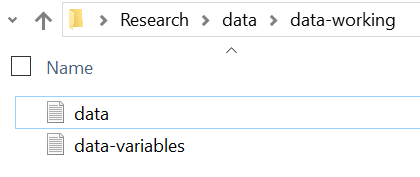 Research > data > data-working
Name
data
data-variables